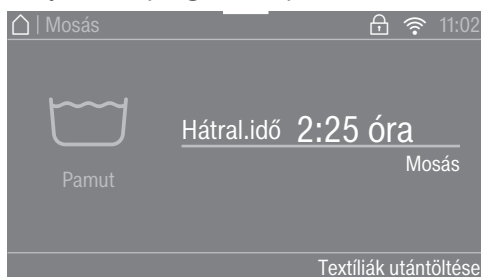 | Mosás 11:02
Hátral.idő 2:25 óra
Mosás
Pamut
Textíliák utántöltése